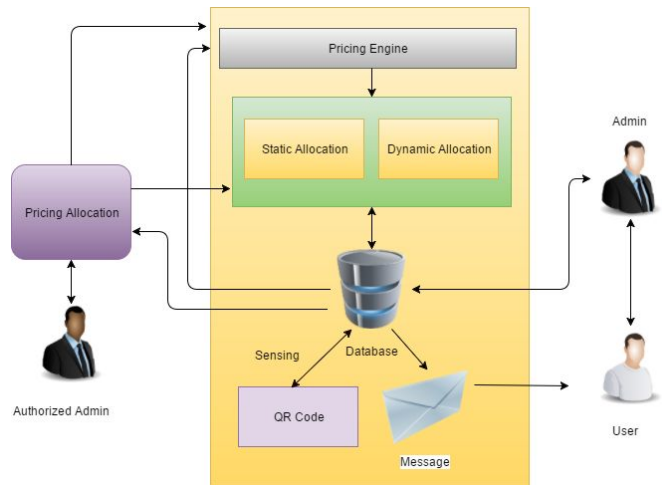 Pricing Engine
Static Allocation
Dynamic Allocation
Admin
Pricing Allocation
Sensing
Database
Authorized Admin
QR Code
User
Message